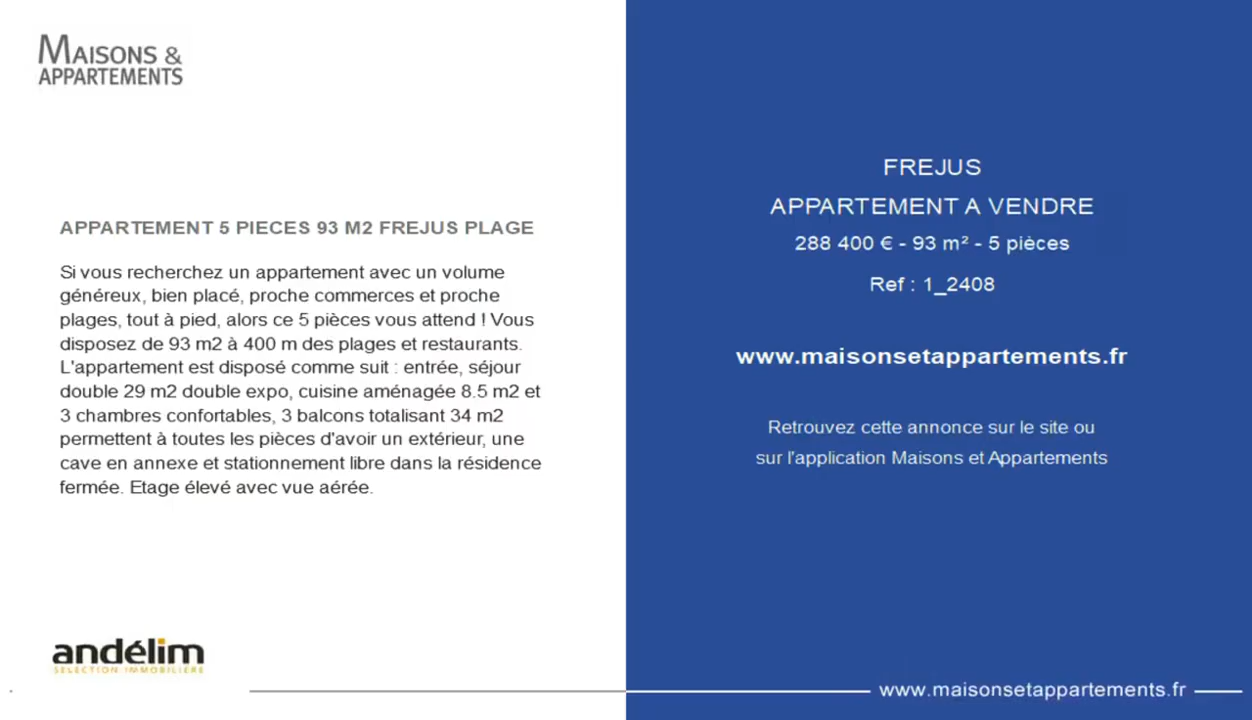 MAISONS &
APPARTEMENTS
APPARTEMENT 5 PIECES 93 M2 FREJUS PLAGE
Si vous recherchez un appartement avec un volume
généreux, bien placé, proche commerces et proche
plages, tout à pied, alors ce 5 pièces vous attend ! Vous
disposez de 93 m2 à 400 m des plages et restaurants.
L'appartement est disposé comme suit : entrée, séjour
double 29 m2 double expo, cuisine aménagée 8.5 m2 et
3 chambres confortables, 3 balcons totalisant 34 m2
permettent à toutes les pièces d'avoir un extérieur, une
cave en annexe et stationnement libre dans la résidence
fermée. Etage élevé avec vue aérée.
andélim
SELECTION IMMOBILIERE
FREJUS
APPARTEMENT A VENDRE
288 400 € - 93 m² - 5 pièces
Ref : 1_2408
www.maisonsetappartements.fr
Retrouvez cette annonce sur le site ou
sur l'application Maisons et Appartements
www.maisonsetappartements.fr